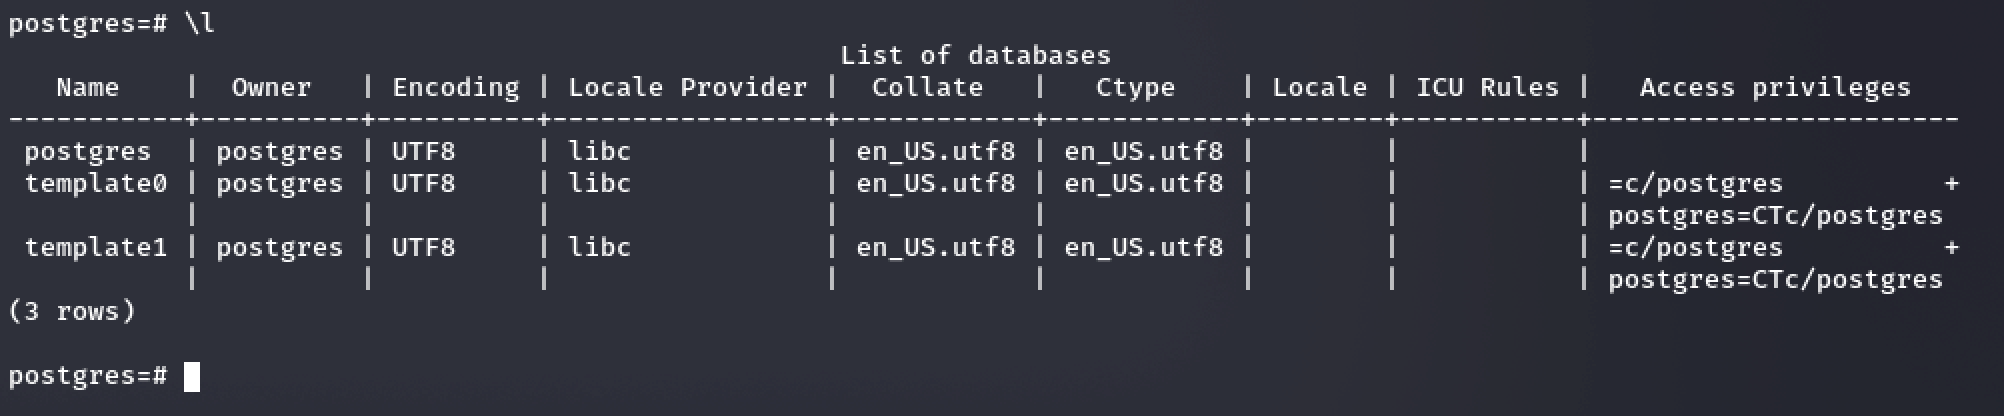 postgres=# \l
                                                        List of databases
   Name    |  Owner   | Encoding | Locale Provider |  Collate   |   Ctype    | Locale | ICU Rules |   Access privileges
-----------+----------+----------+-----------------+------------+------------+--------+-----------+-----------------------
 postgres  | postgres | UTF8     | libc            | en_US.utf8 | en_US.utf8 |        |           |
 template0 | postgres | UTF8     | libc            | en_US.utf8 | en_US.utf8 |        |           | =c/postgres          +
           |          |          |                 |            |            |        |           | postgres=CTc/postgres
 template1 | postgres | UTF8     | libc            | en_US.utf8 | en_US.utf8 |        |           | =c/postgres          +
           |          |          |                 |            |            |        |           | postgres=CTc/postgres
(3 rows)

postgres=#